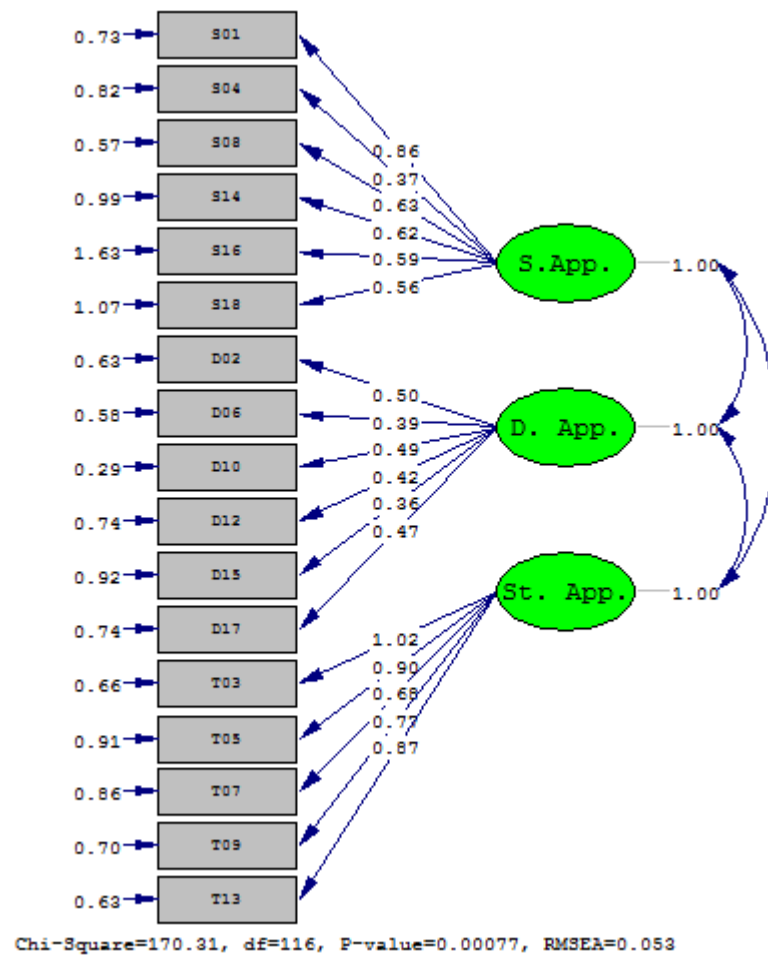 0.73 S01
0.82 S04
0.57 S08
0.99 S14
1.63 S16
1.07 S18
0.63 D02
0.58 D06
0.29 D10
0.74 D12
0.92 D15
0.74 D17
0.66 T03
0.91 T05
0.86 T07
0.70 T09
0.63 T13
0.86
0.37
0.63
0.62
0.59
0.56
0.50
0.39
0.49
0.42
0.36
0.47
1.02
0.90
0.68
0.77
0.87
S.App. 1.00
D. App. 1.00
St. App. 1.00
Chi-Square=170.31, df=116, P-value=0.00077, RMSEA=0.053